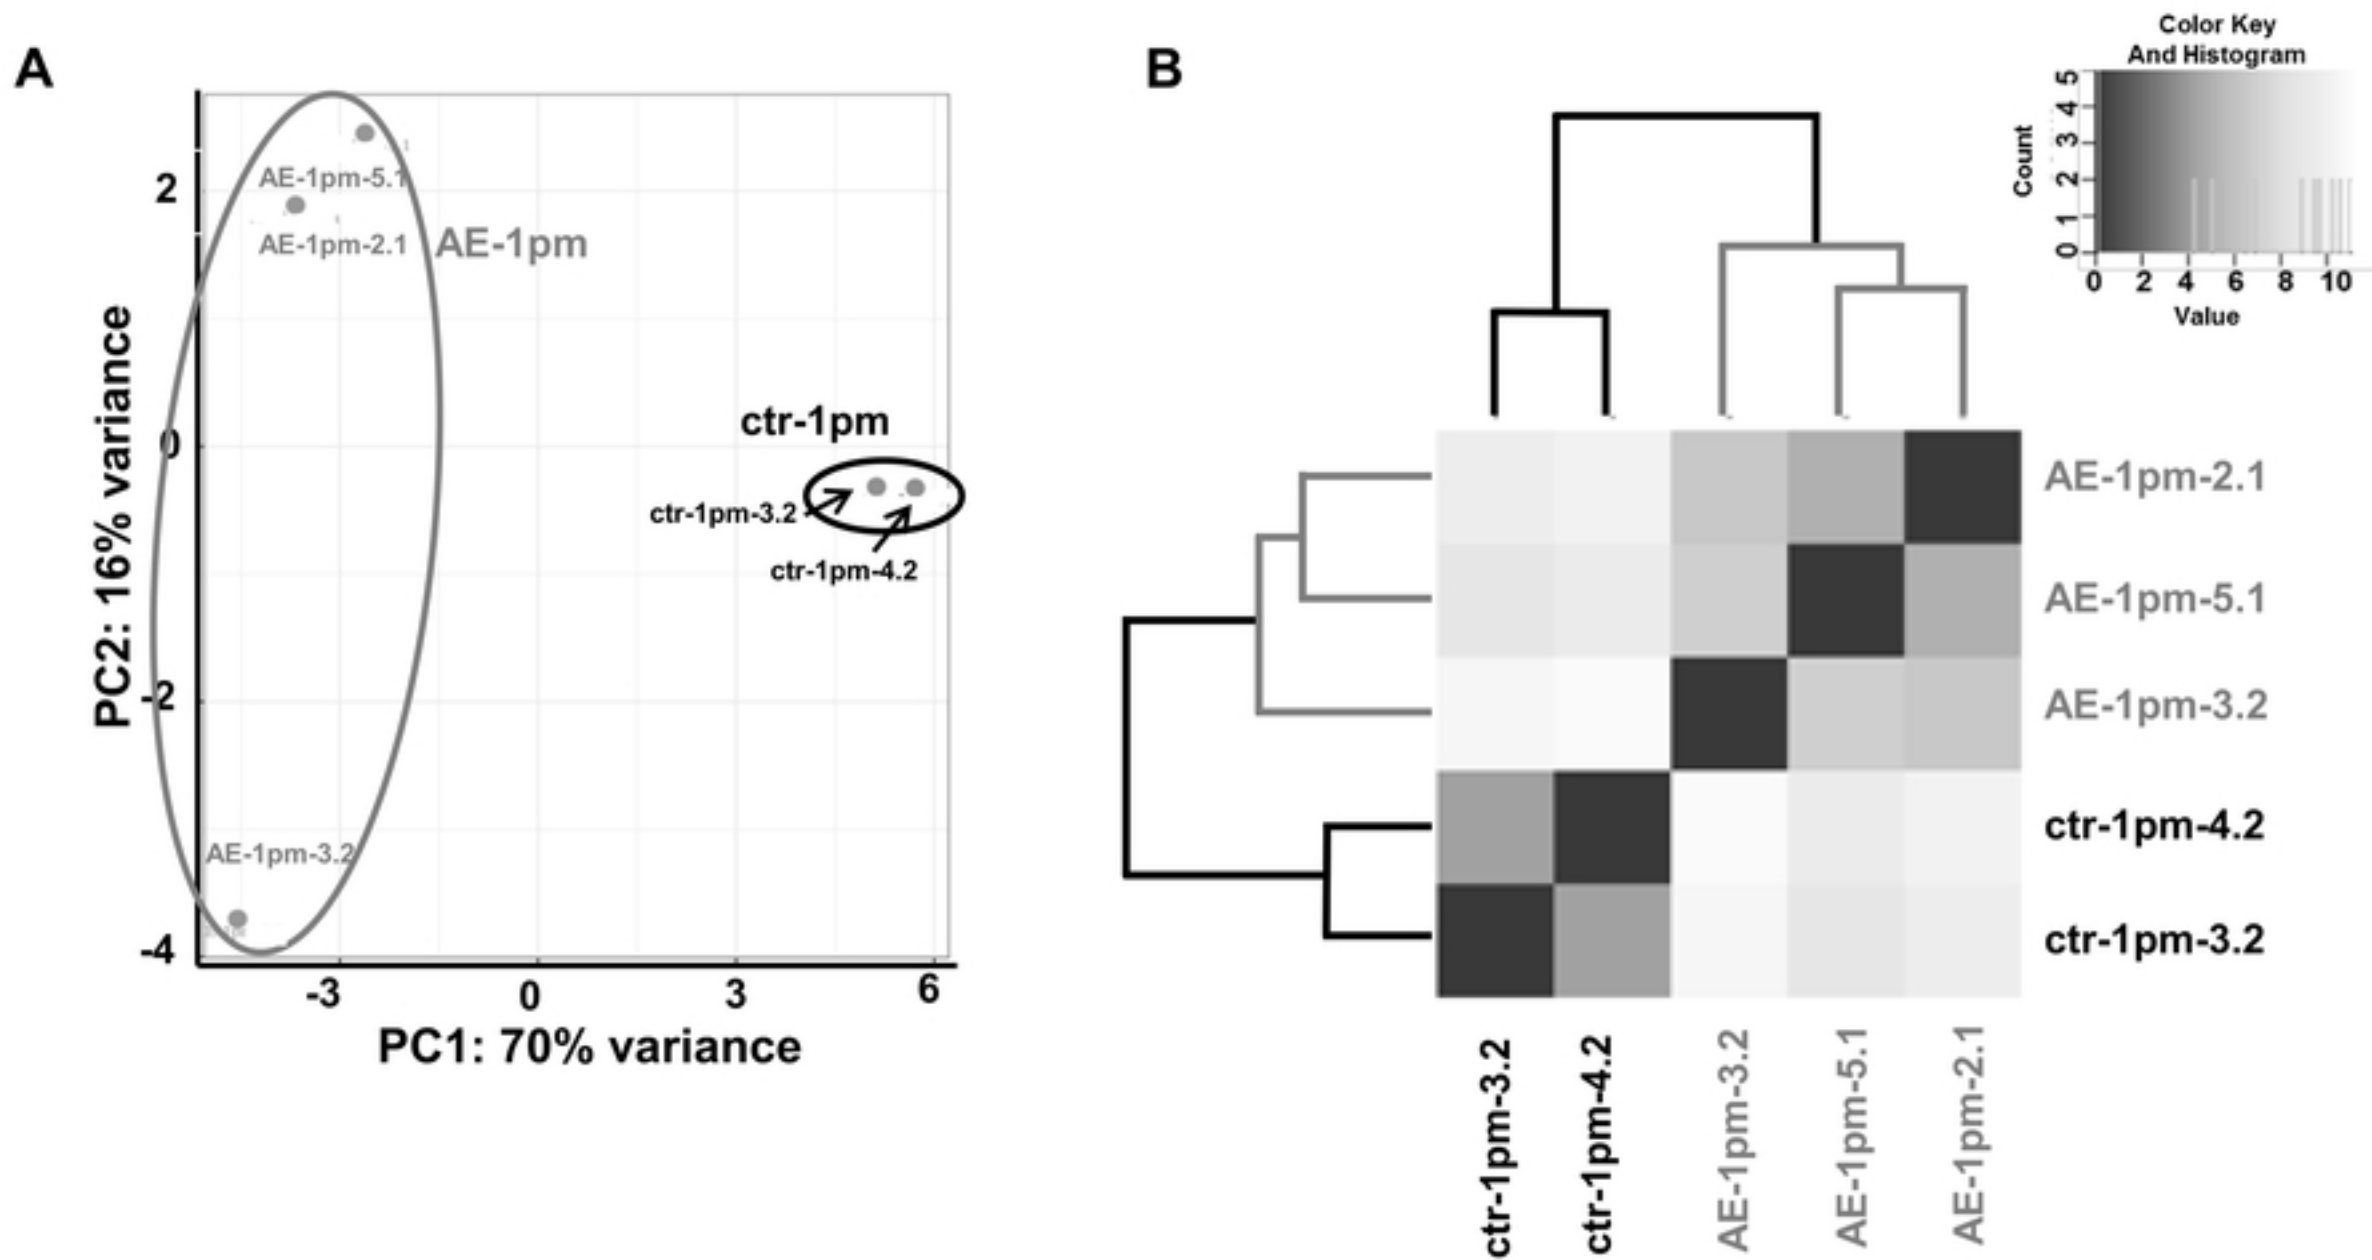 A
2
0
-2
-4
PC2: 16% variance
AE-1pm-5.1
AE-1pm-2.1
AE-1pm
AE-1pm-3.2
ctr-1pm
ctr-1pm-3.2
ctr-1pm-4.2
-3 0 3 6
PC1: 70% variance
B
Color Key
And Histogram
Count
5
4
3
2
1
0
0 2 4 6 8 10
Value
AE-1pm-2.1
AE-1pm-5.1
AE-1pm-3.2
ctr-1pm-4.2
ctr-1pm-3.2
ctr-1pm-3.2
ctr-1pm-4.2
AE-1pm-3.2
AE-1pm-5.1
AE-1pm-2.1